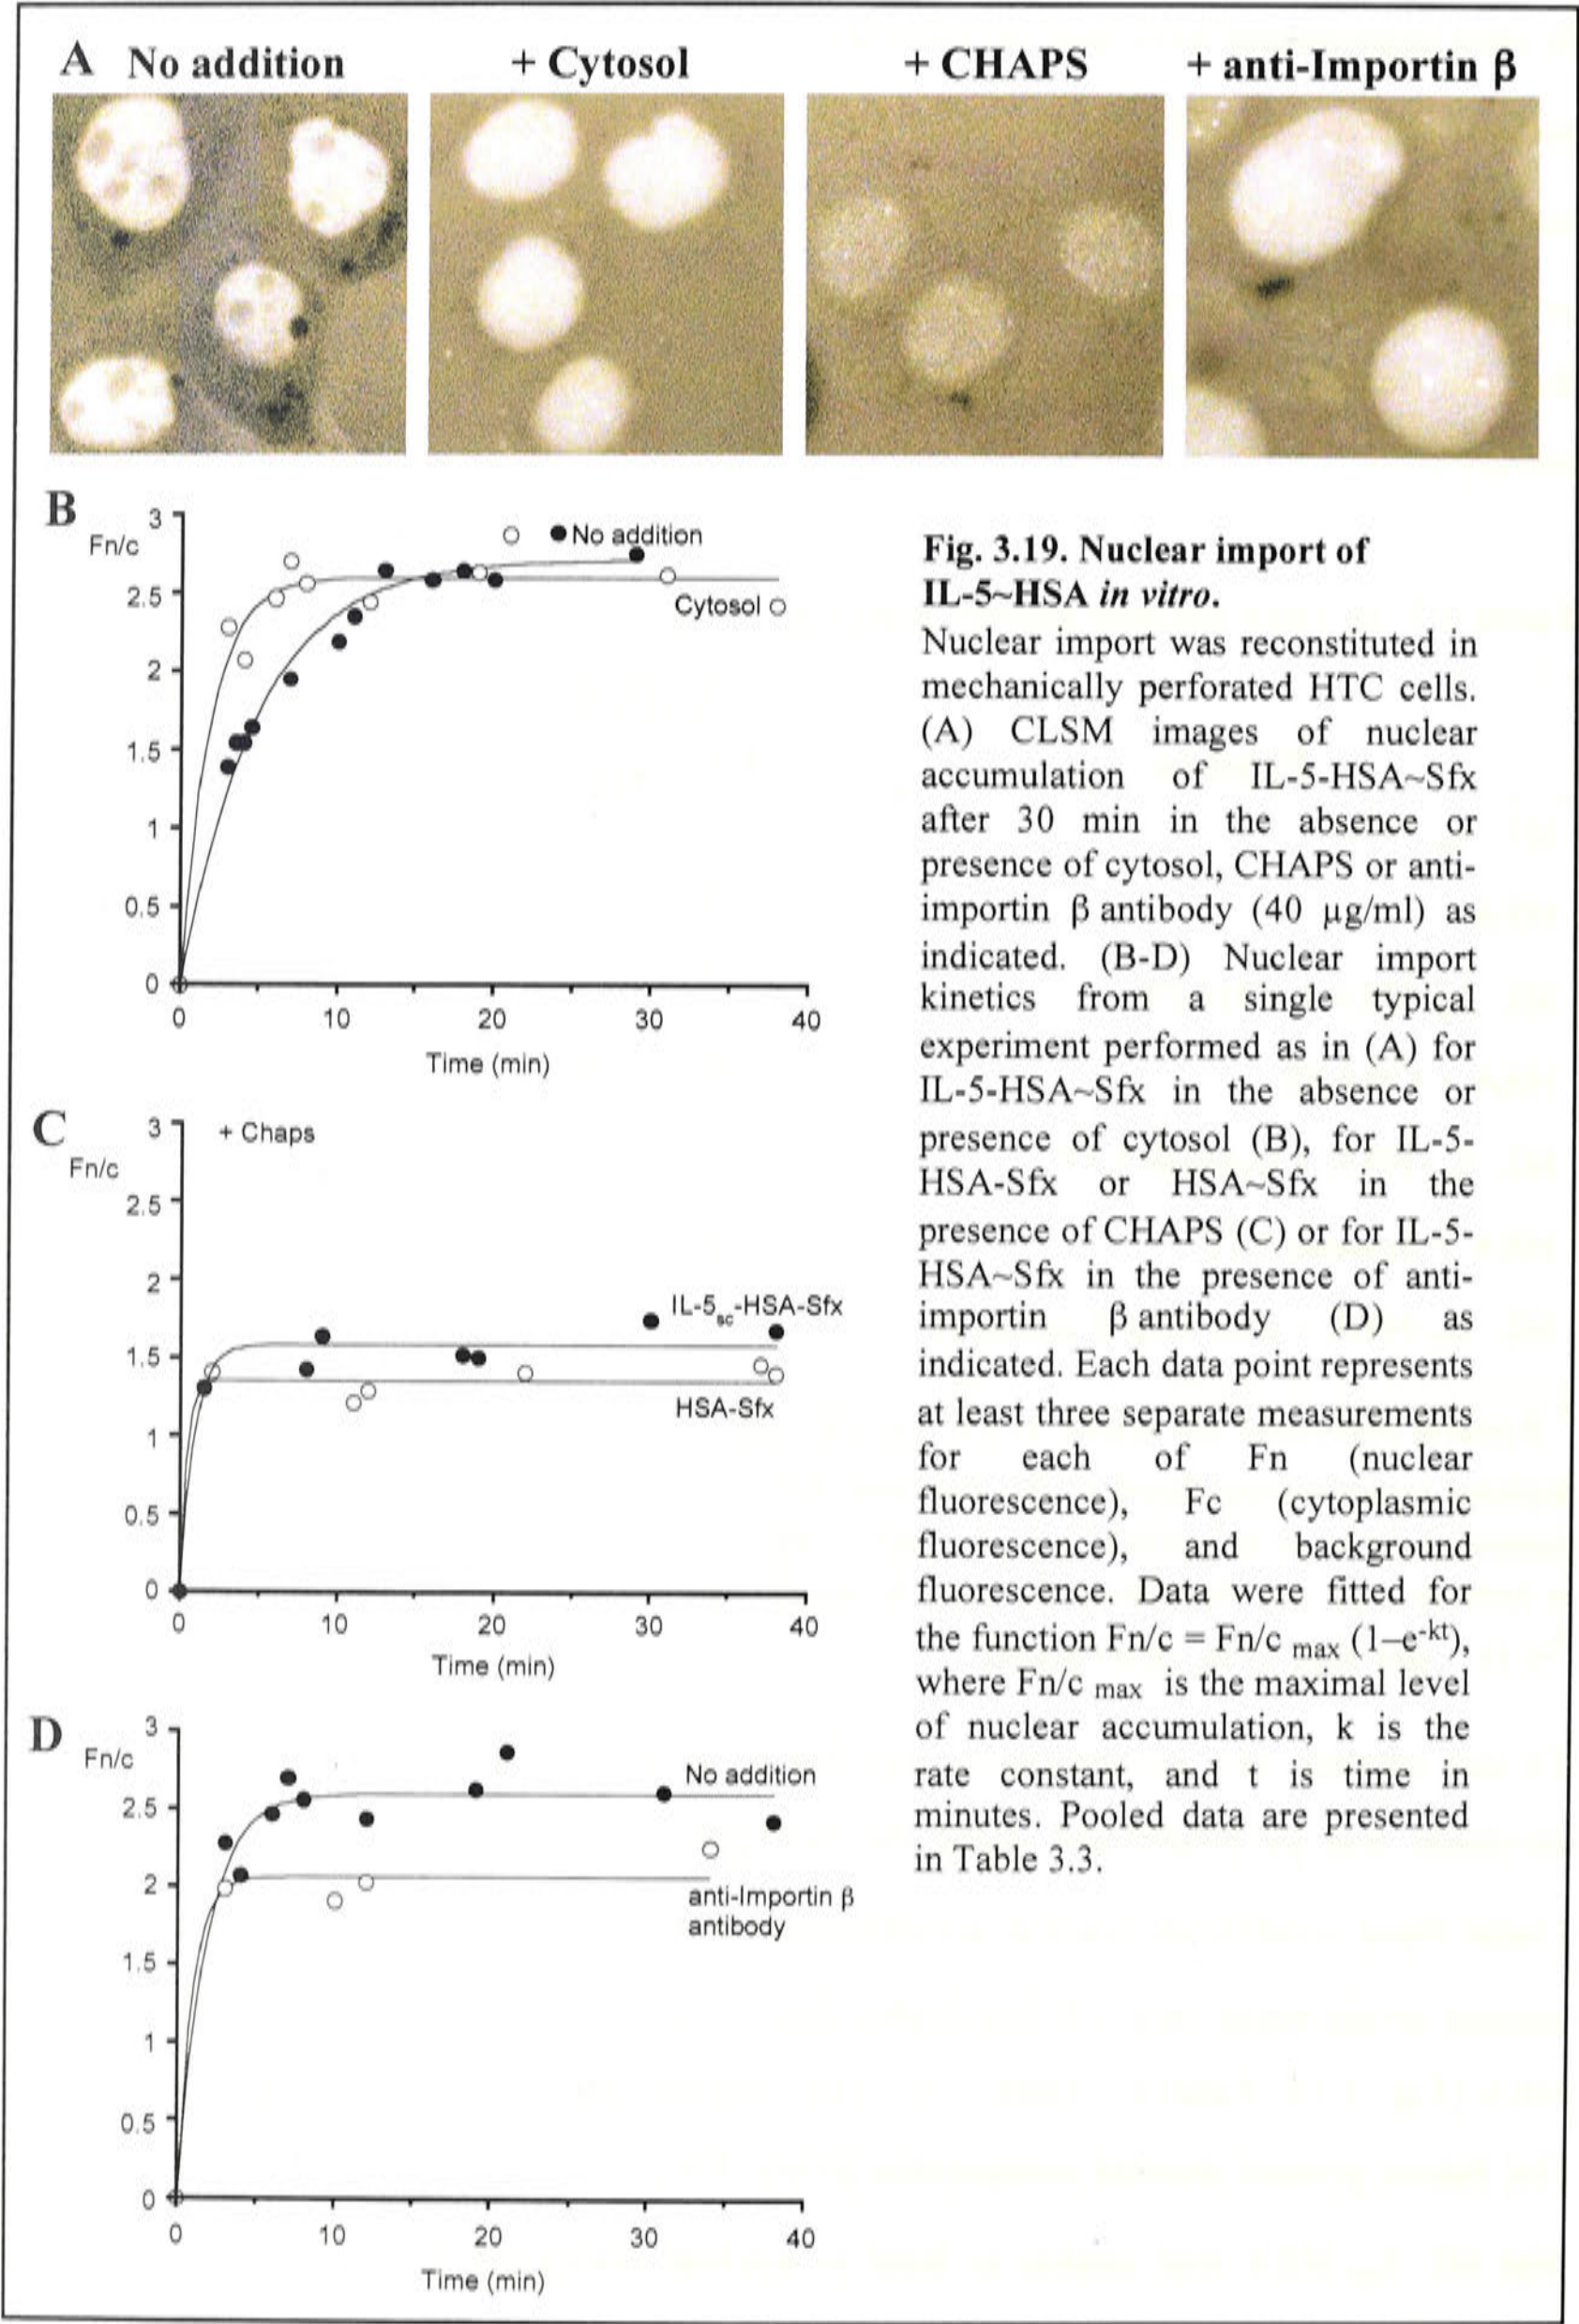 A No addition + Cytosol + CHAPS + anti-Importin β
B
Fn/c
3
2.5
2
1.5
1
0.5
0
No addition
Cytosol
0 10 20 30 40
Time (min)
C
Fn/c
+ Chaps
3
2.5
2
1.5
1
0.5
0
IL-5sc-HSA-Sfx
HSA-Sfx
0 10 20 30 40
Time (min)
D
Fn/c
3
2.5
2
1.5
1
0.5
0
No addition
anti-Importin β
antibody
0 10 20 30 40
Time (min)
Fig. 3.19. Nuclear import of
IL-5~HSA in vitro.
Nuclear import was reconstituted in
mechanically perforated HTC cells.
(A) CLSM images of nuclear
accumulation of IL-5-HSA~Sfx
after 30 min in the absence or
presence of cytosol, CHAPS or anti-
importin β antibody (40 μg/ml) as
indicated. (B-D) Nuclear import
kinetics from a single typical
experiment performed as in (A) for
IL-5-HSA~Sfx in the absence or
presence of cytosol (B), for IL-5-
HSA-Sfx or HSA~Sfx in the
presence of CHAPS (C) or for IL-5-
HSA~Sfx in the presence of anti-
importin β antibody (D) as
indicated. Each data point represents
at least three separate measurements
for each of Fn (nuclear
fluorescence), Fc (cytoplasmic
fluorescence), and background
fluorescence. Data were fitted for
the function Fn/c = Fn/c max (1–e-kt),
where Fn/c max is the maximal level
of nuclear accumulation, k is the
rate constant, and t is time in
minutes. Pooled data are presented
in Table 3.3.